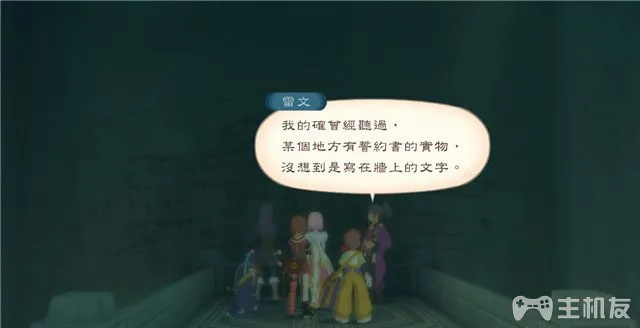 雷文
我的確曾經聽過，
某個地方有誓約書的實物，
沒想到是寫在牆上的文字。
主机友